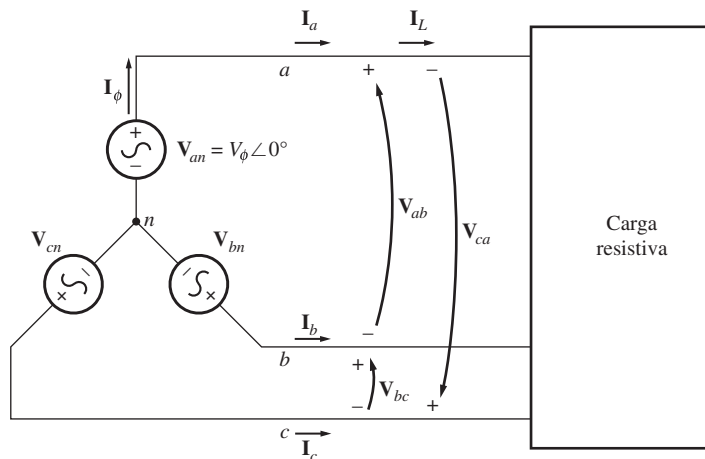 I_a
I_L
a
+
−
I_ϕ
+
−
V_an = V_ϕ∠0°
n
V_cn
V_bn
−
+
−
+
V_ab
V_ca
Carga
resistiva
I_b
−
b
+
V_bc
−
+
c
I_c